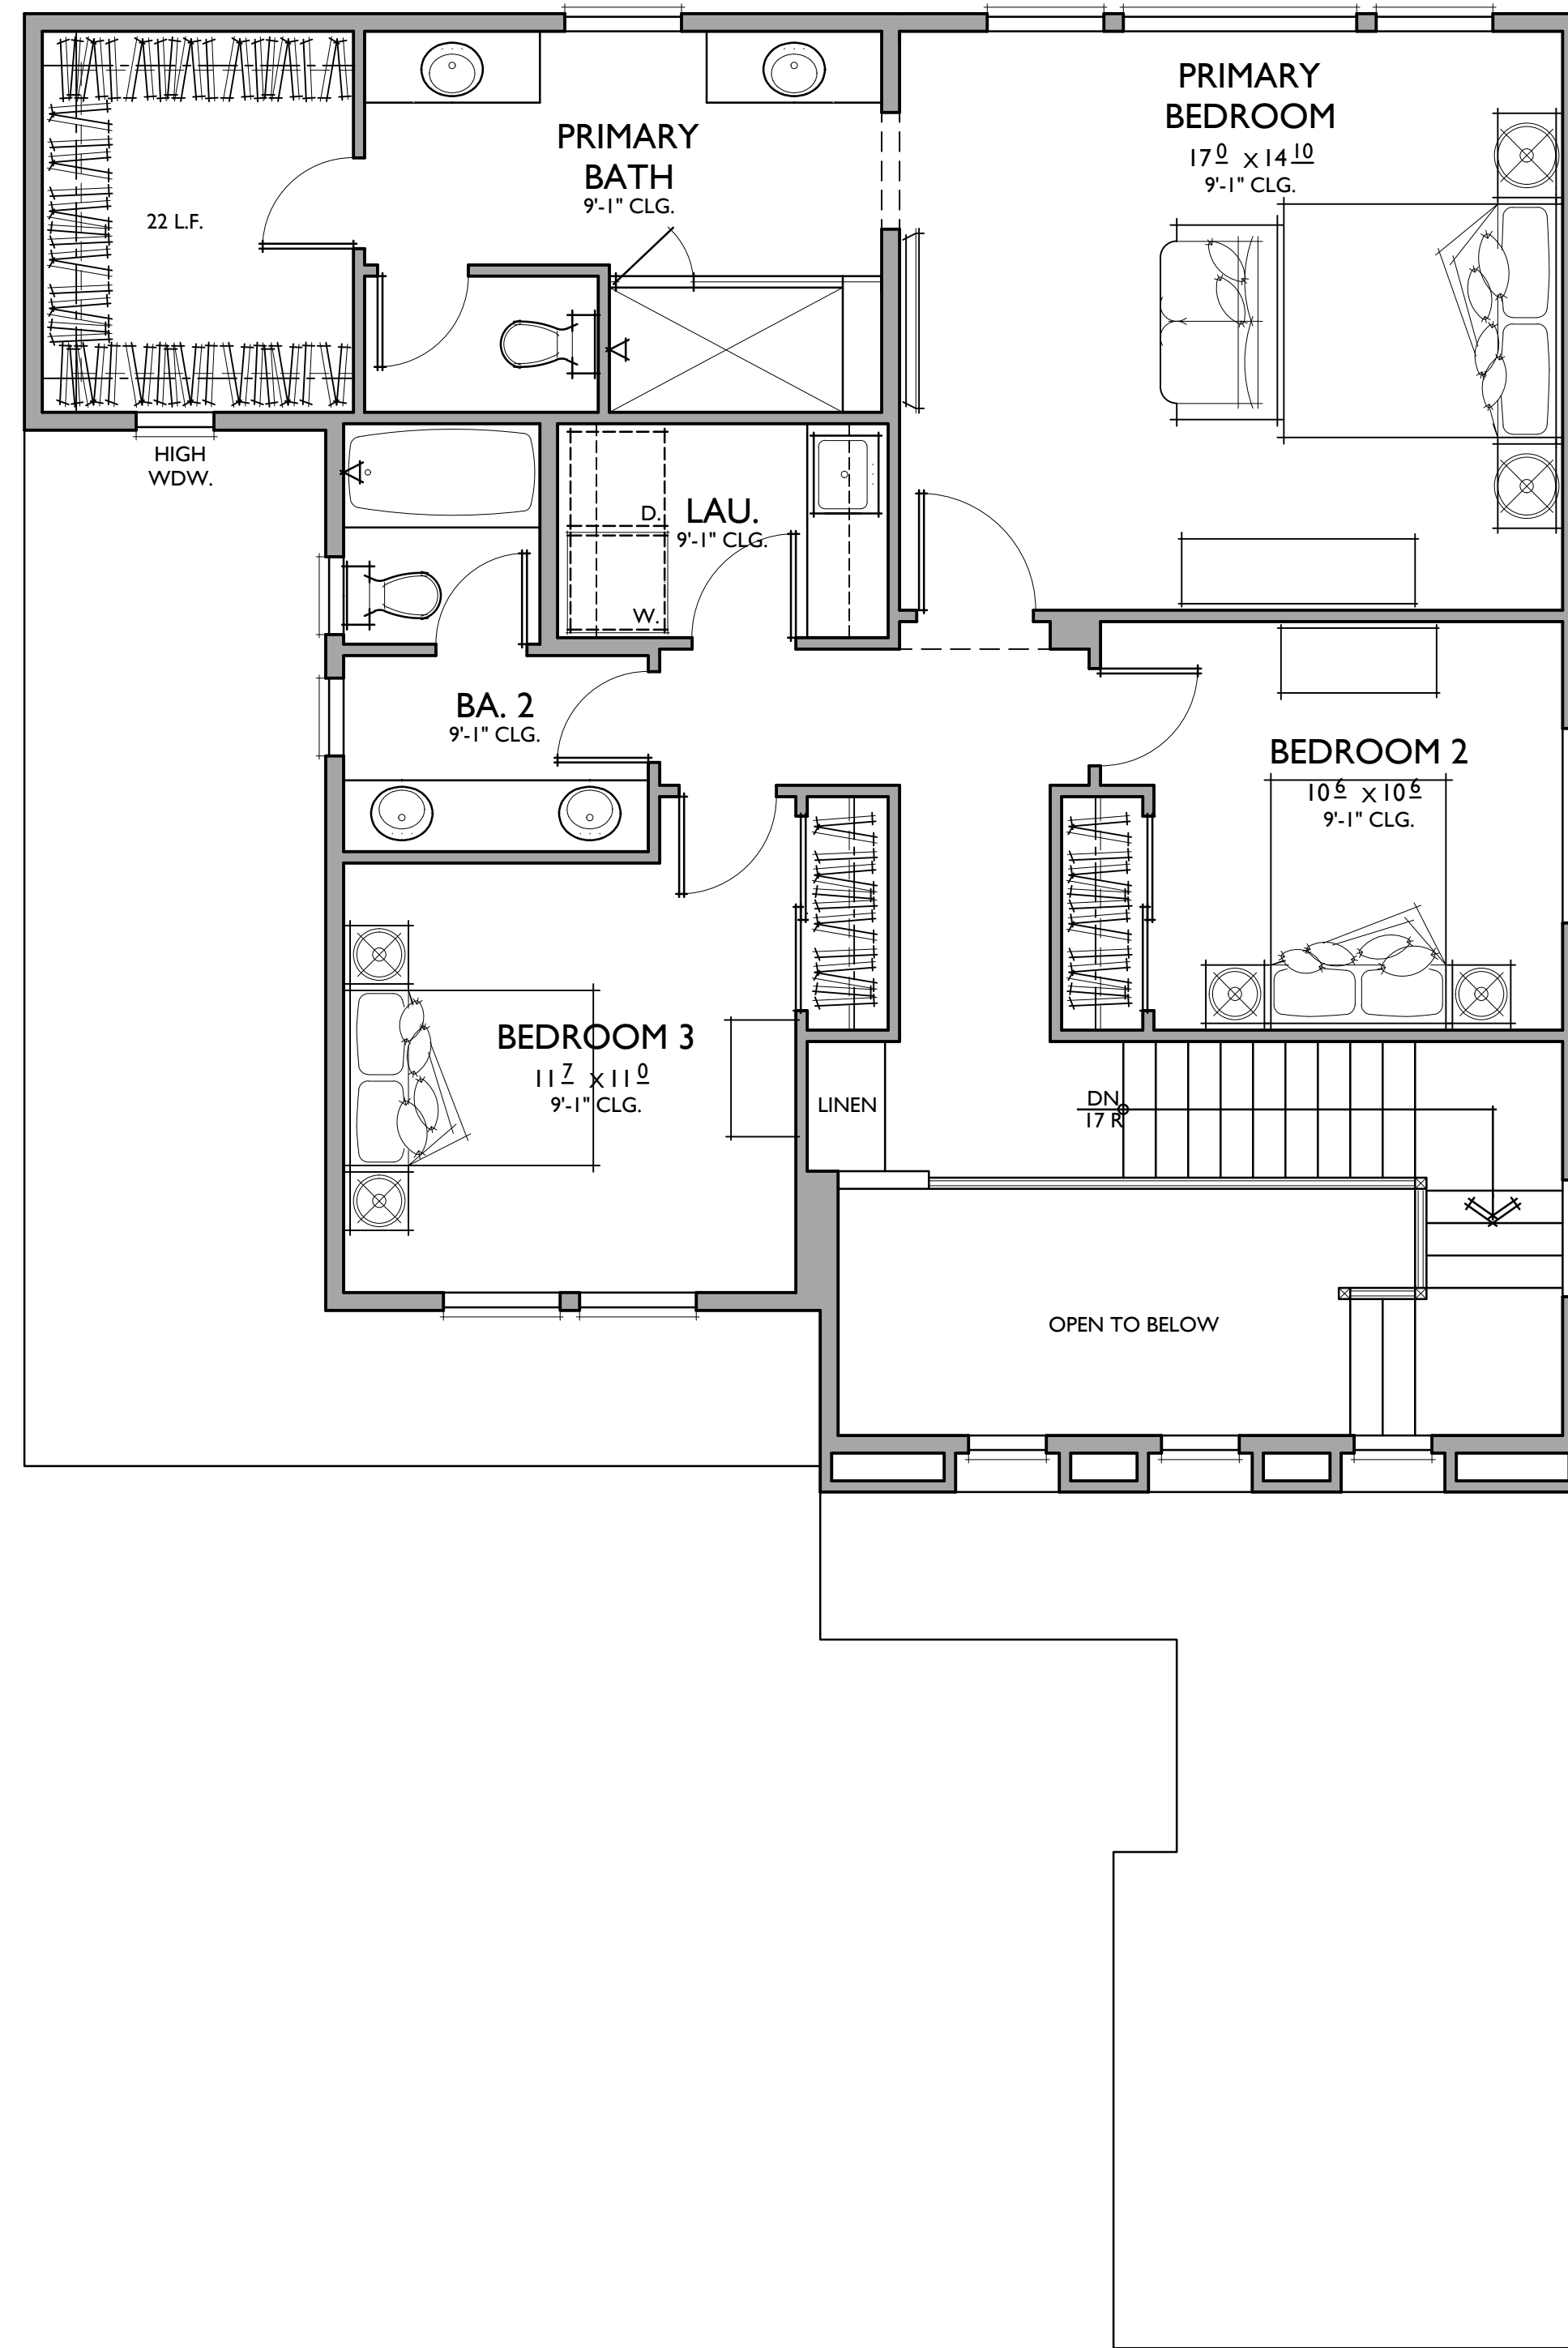 PRIMARY
BEDROOM
17 0 X 14 10
9'-1" CLG.
PRIMARY
BATH
9'-1" CLG.
22 L.F.
HIGH
WDW.
D.
LAU.
9'-1" CLG.
W.
BA. 2
9'-1" CLG.
BEDROOM 2
10 6 X 10 6
9'-1" CLG.
BEDROOM 3
11 7 X 11 0
9'-1" CLG.
LINEN
DN
17 R
OPEN TO BELOW